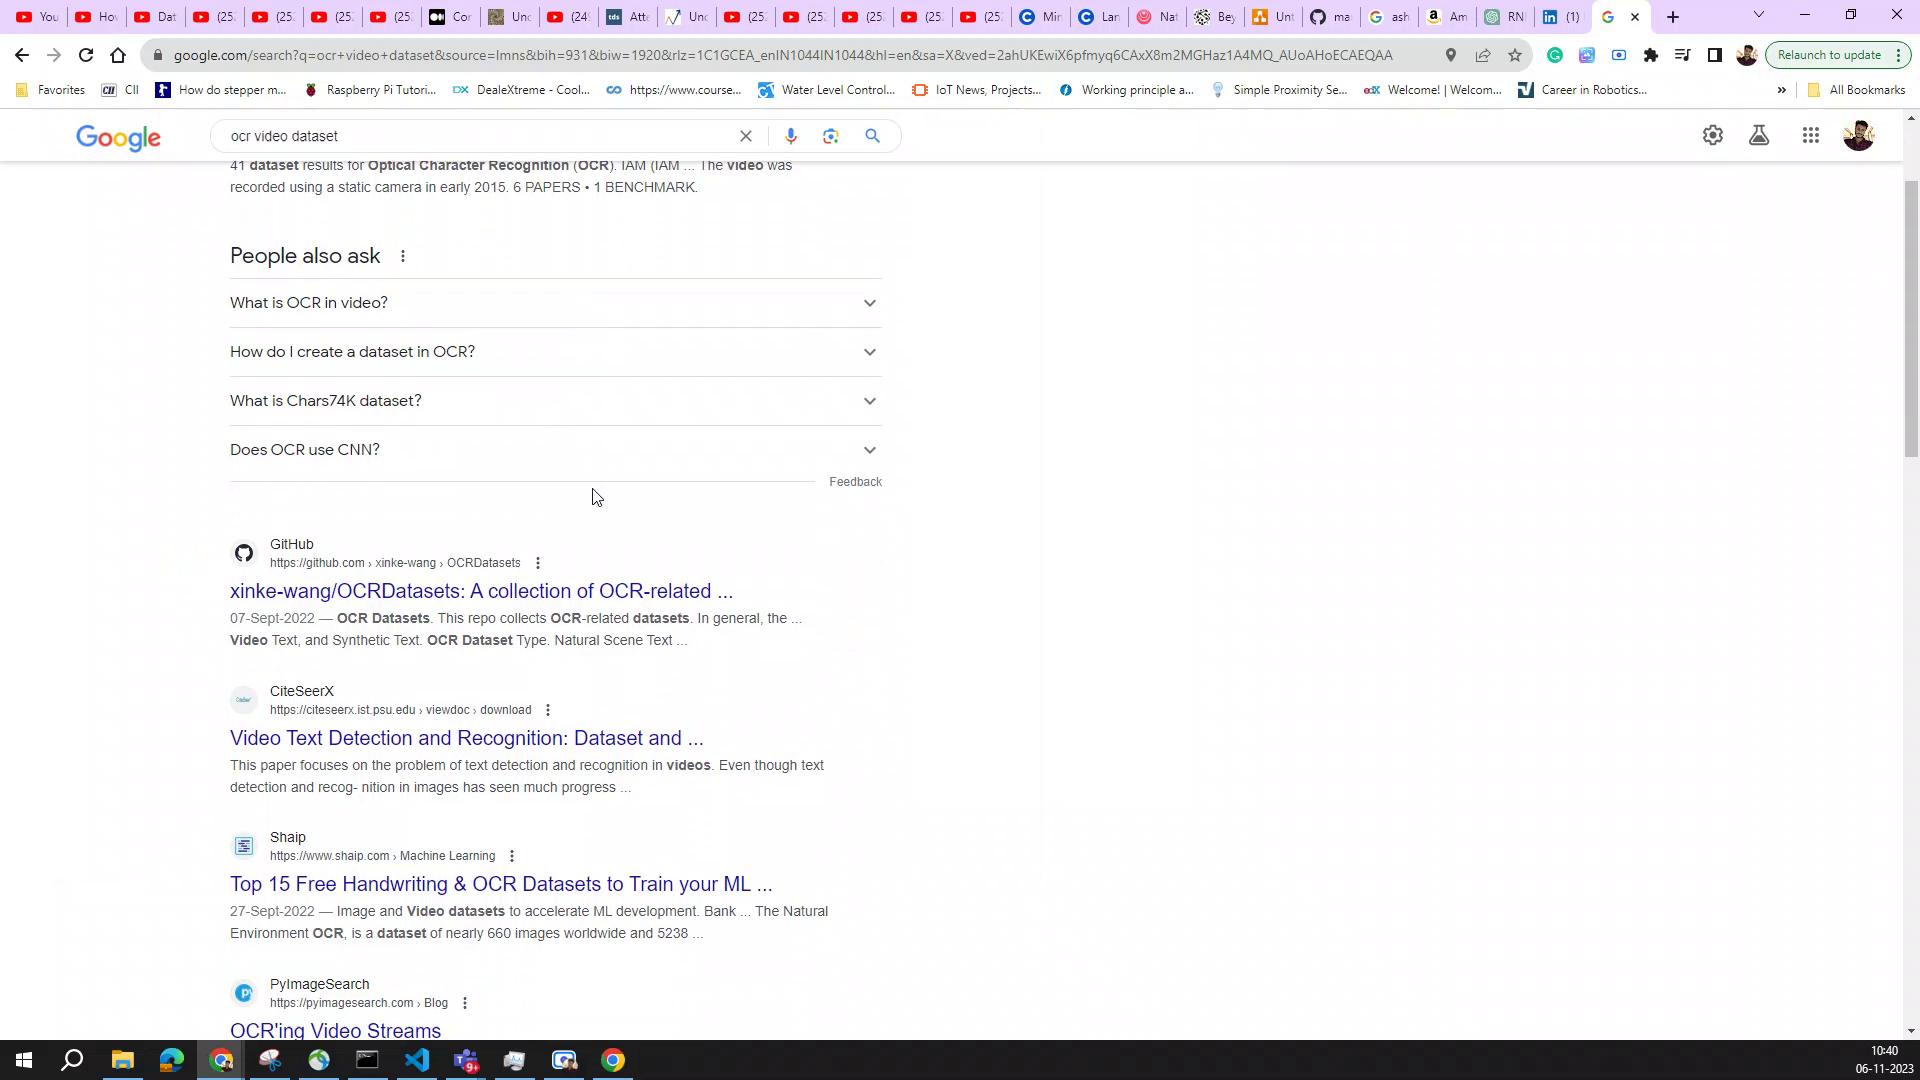 You
Hov
Dat
(25
(25
(25
(25
Cor
Unc
(249
Atte
Unc
(25
(25
(25
(25
(25
Min
Lan
Nat
Bey
Unt
ma
ash
Am
RN
(1)
google.com/search?q=ocr+video+dataset&source=lmns&bih=931&biw=1920&rlz=1C1GCEA_enIN1044IN1044&hl=en&sa=X&ved=2ahUKEwiX6pfmyq6CAxX8m2MGHaz1A4MQ_AUoAHoECAEQAA
Relaunch to update
Favorites
CII
How do stepper m...
Raspberry Pi Tutori...
DealeXtreme - Cool...
https://www.course...
Water Level Control...
IoT News, Projects...
Working principle a...
Simple Proximity Se...
Welcome! | Welcom...
Career in Robotics...
»
All Bookmarks
Google
ocr video dataset
41 dataset results for Optical Character Recognition (OCR). IAM (IAM ... The video was
recorded using a static camera in early 2015. 6 PAPERS • 1 BENCHMARK.
People also ask
What is OCR in video?
How do I create a dataset in OCR?
What is Chars74K dataset?
Does OCR use CNN?
Feedback
GitHub
https://github.com › xinke-wang › OCRDatasets
xinke-wang/OCRDatasets: A collection of OCR-related ...
07-Sept-2022 — OCR Datasets. This repo collects OCR-related datasets. In general, the ...
Video Text, and Synthetic Text. OCR Dataset Type. Natural Scene Text ...
CiteSeerX
https://citeseerx.ist.psu.edu › viewdoc › download
Video Text Detection and Recognition: Dataset and ...
This paper focuses on the problem of text detection and recognition in videos. Even though text
detection and recog- nition in images has seen much progress ...
Shaip
https://www.shaip.com › Machine Learning
Top 15 Free Handwriting & OCR Datasets to Train your ML ...
27-Sept-2022 — Image and Video datasets to accelerate ML development. Bank ... The Natural
Environment OCR, is a dataset of nearly 660 images worldwide and 5238 ...
PyImageSearch
https://pyimagesearch.com › Blog
OCR'ing Video Streams
9+
10:40
06-11-2023